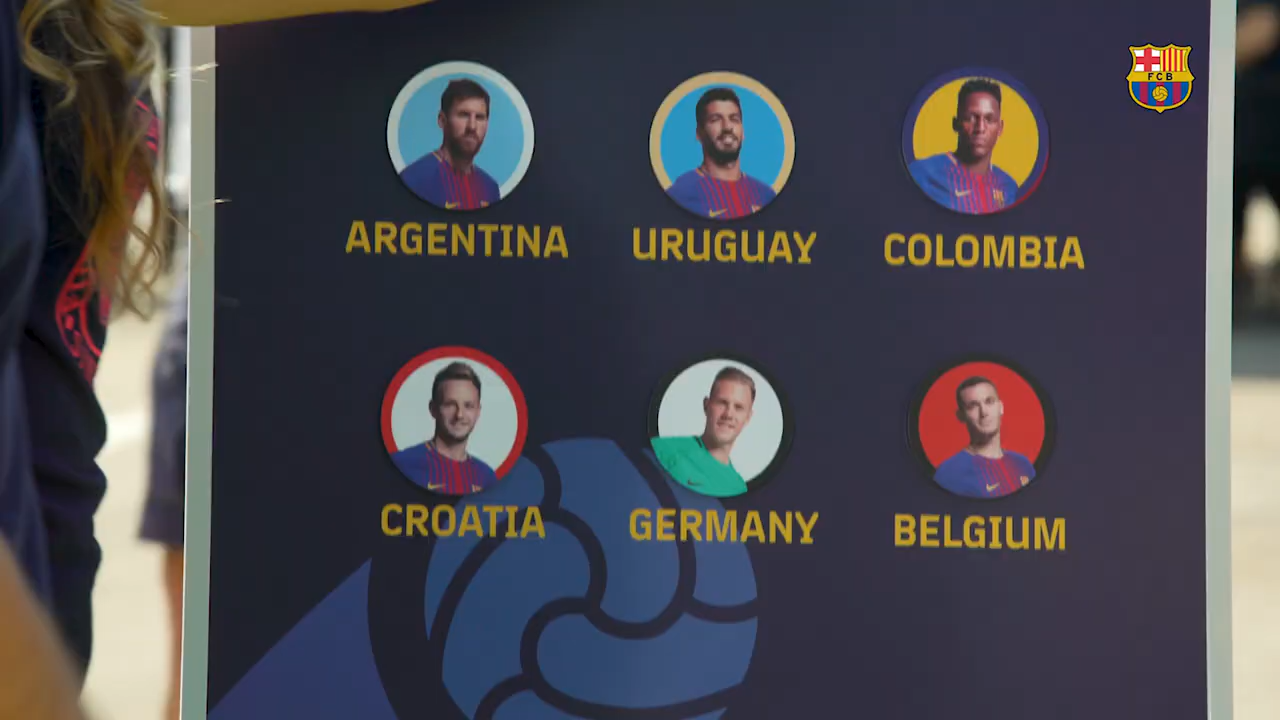 FCB
ARGENTINA
URUGUAY
COLOMBIA
CROATIA
GERMANY
BELGIUM